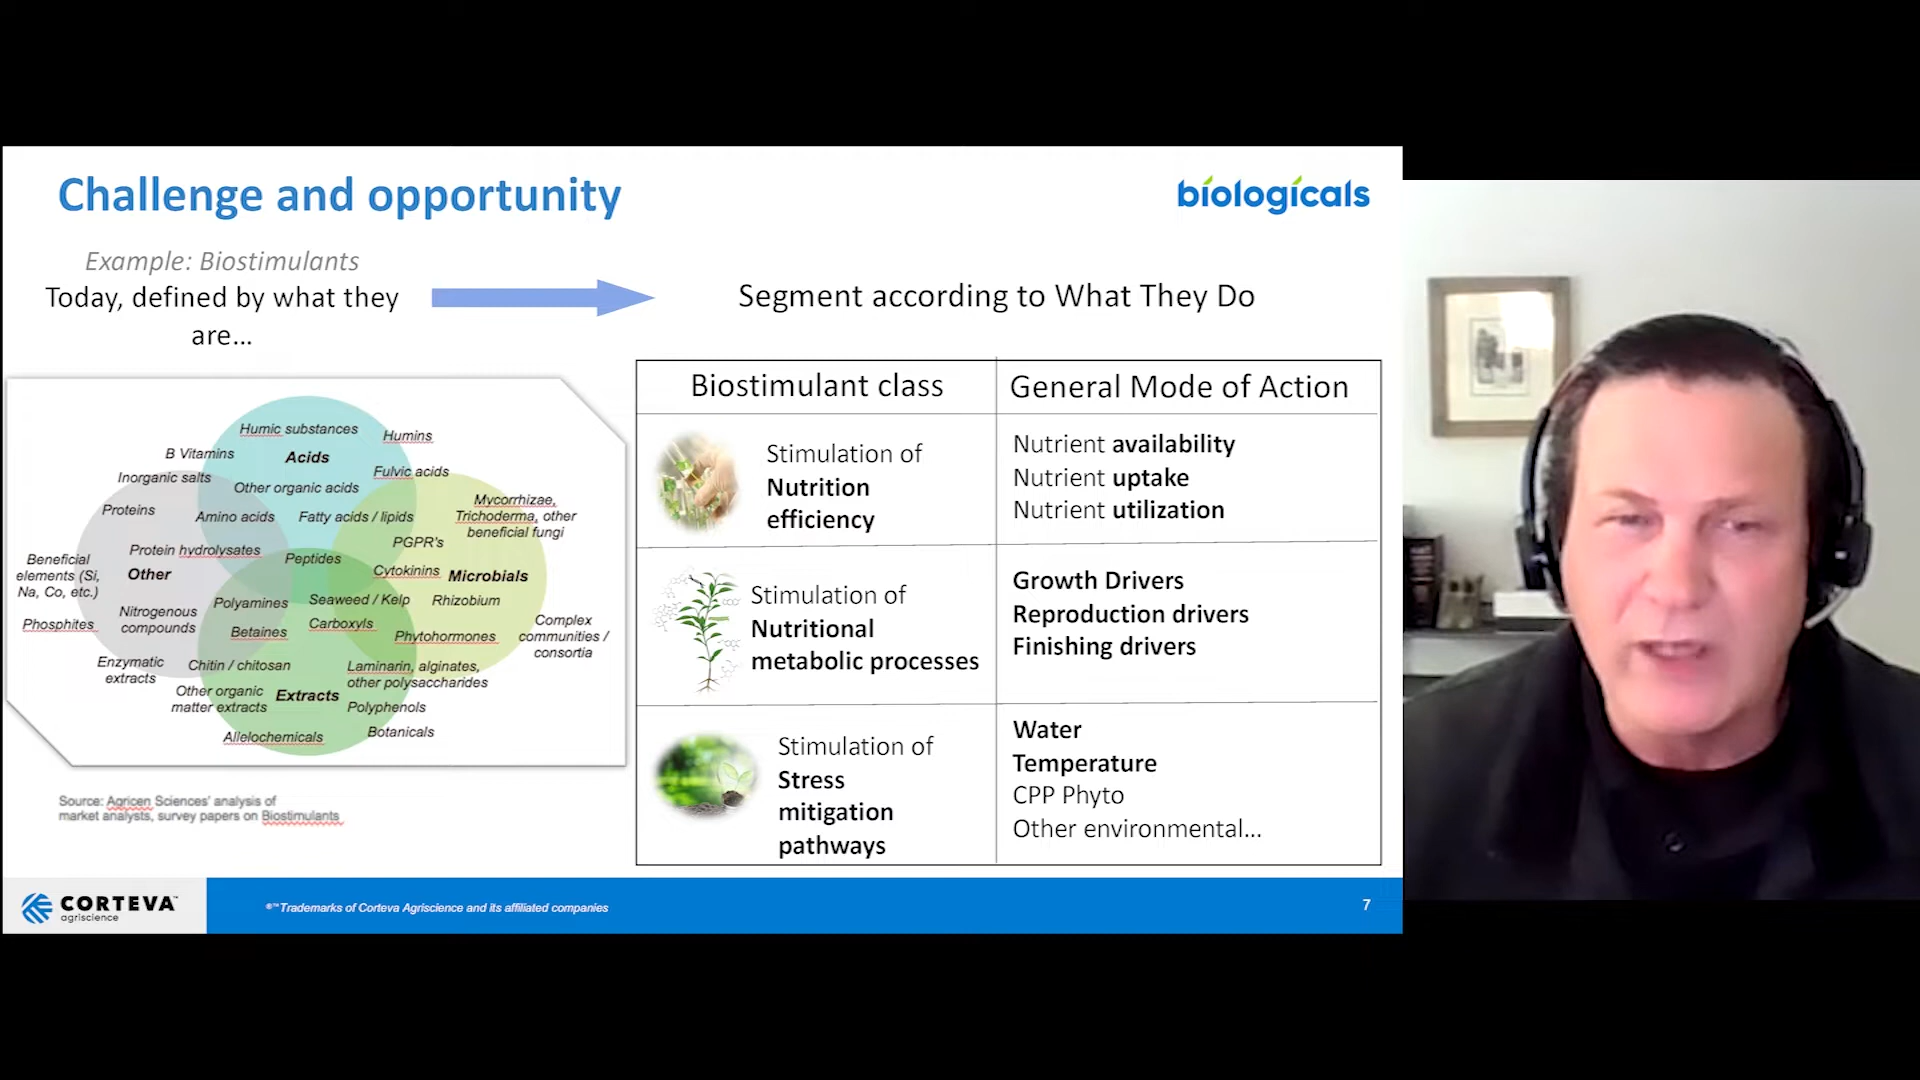 Challenge and opportunity
biologicals
Example: Biostimulants
Today, defined by what they
are...
Segment according to What They Do
Humic substances
Humins
B Vitamins
Acids
Inorganic salts
Fulvic acids
Other organic acids
Proteins
Amino acids
Fatty acids / lipids
Mycorrhizae,
Trichoderma, other
beneficial fungi
PGPR's
Protein hydrolysates
Peptides
Beneficial
elements (Si,
Na, Co, etc.)
Other
Cytokinins
Microbials
Polyamines
Seaweed / Kelp
Rhizobium
Nitrogenous
compounds
Phosphites
Betaines
Carboxyls
Phytohormones
Complex
communities /
consortia
Enzymatic
extracts
Chitin / chitosan
Laminarin, alginates,
other polysaccharides
Other organic
matter extracts
Extracts
Polyphenols
Allelochemicals
Botanicals
Source: Agricen Sciences' analysis of
market analysts, survey papers on Biostimulants
Biostimulant class
General Mode of Action
Stimulation of
Nutrition
efficiency
Nutrient availability
Nutrient uptake
Nutrient utilization
Stimulation of
Nutritional
metabolic processes
Growth Drivers
Reproduction drivers
Finishing drivers
Stimulation of
Stress
mitigation
pathways
Water
Temperature
CPP Phyto
Other environmental...
CORTEVA™
agriscience
®™Trademarks of Corteva Agriscience and its affiliated companies
7